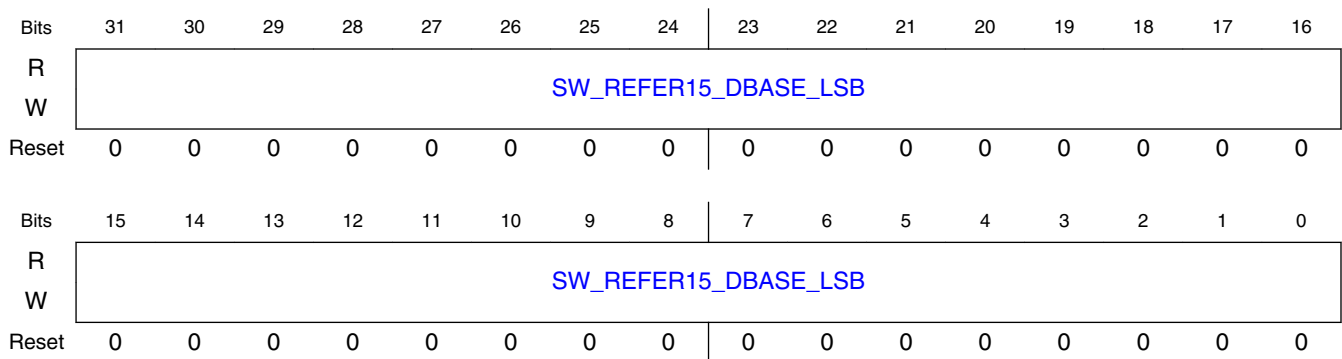 Bits 31 30 29 28 27 26 25 24 23 22 21 20 19 18 17 16
R
SW_REFER15_DBASE_LSB
W
Reset 0 0 0 0 0 0 0 0 0 0 0 0 0 0 0 0
Bits 15 14 13 12 11 10 9 8 7 6 5 4 3 2 1 0
R
SW_REFER15_DBASE_LSB
W
Reset 0 0 0 0 0 0 0 0 0 0 0 0 0 0 0 0